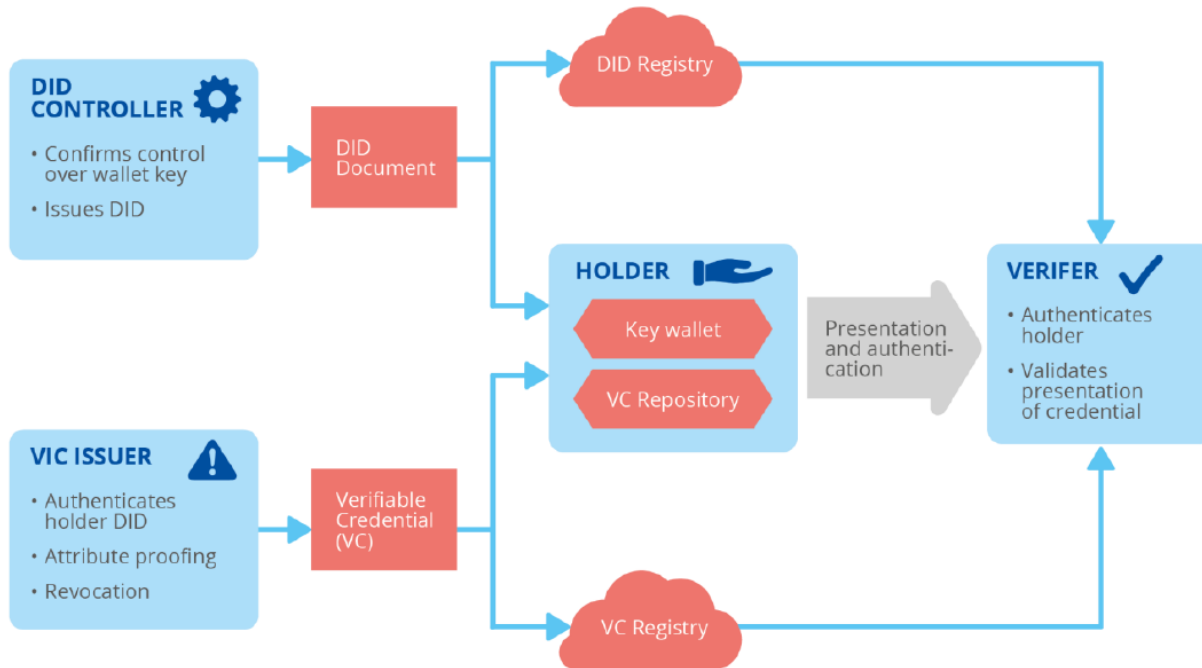 DID Registry
DID
CONTROLLER
• Confirms control
over wallet key
• Issues DID
DID
Document
HOLDER
Key wallet
VC Repository
Presentation
and authenti-
cation
VERIFER
• Authenticates
holder
• Validates
presentation
of credential
VIC ISSUER
• Authenticates
holder DID
• Attribute proofing
• Revocation
Verifiable
Credential
(VC)
VC Registry